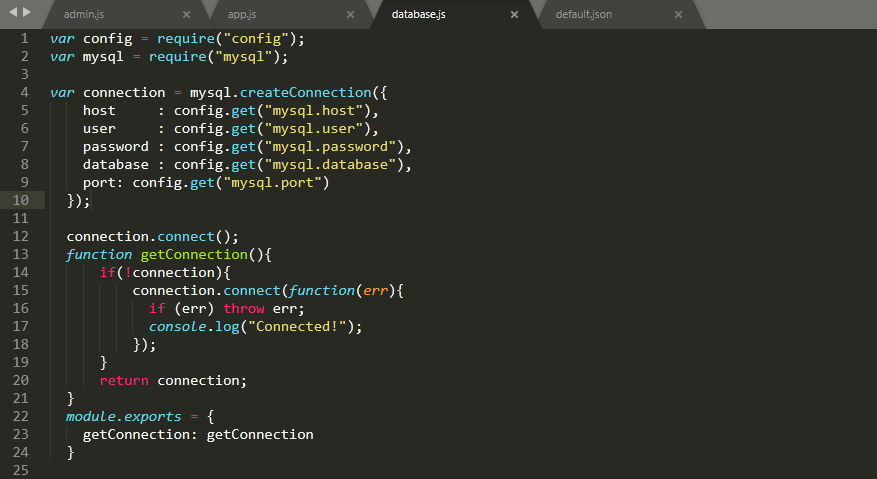 admin.js × app.js × database.js × default.json ×
1 var config = require("config");
2 var mysql = require("mysql");
3
4 var connection = mysql.createConnection({
5     host     : config.get("mysql.host"),
6     user     : config.get("mysql.user"),
7     password : config.get("mysql.password"),
8     database : config.get("mysql.database"),
9     port: config.get("mysql.port")
10   });
11
12   connection.connect();
13   function getConnection(){
14       if(!connection){
15           connection.connect(function(err){
16             if (err) throw err;
17             console.log("Connected!");
18           });
19       }
20       return connection;
21   }
22   module.exports = {
23     getConnection: getConnection
24   }
25